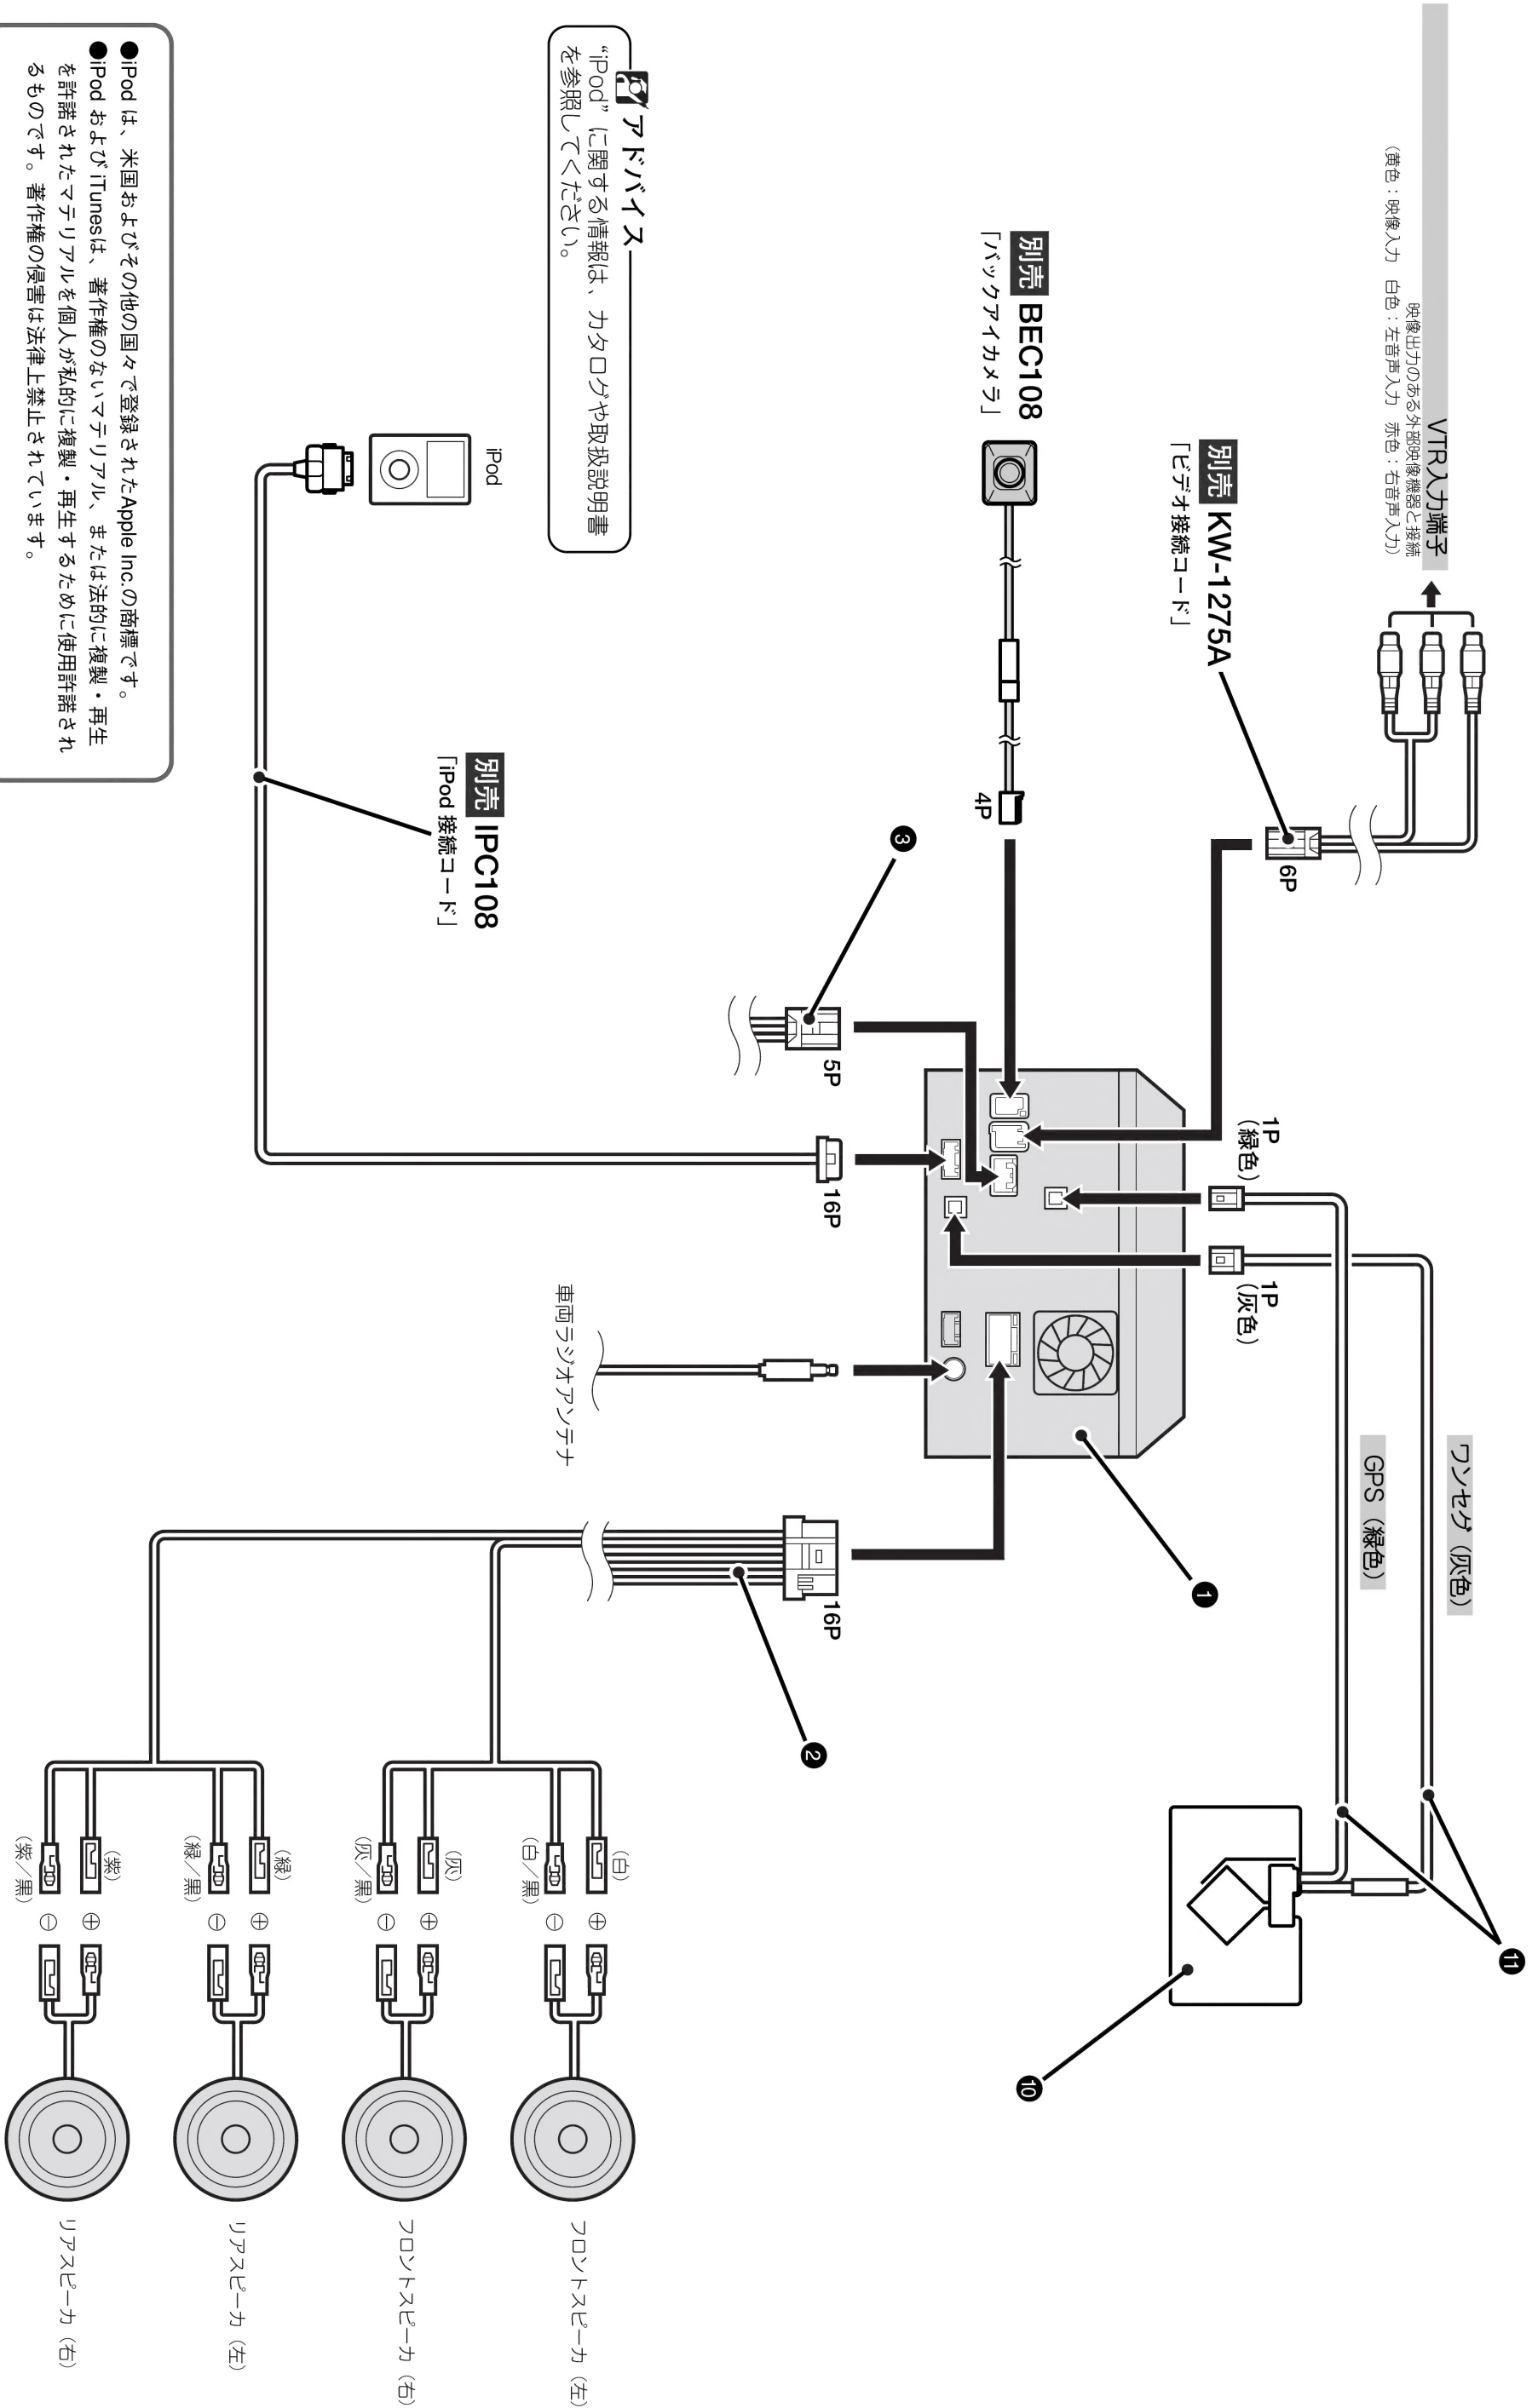 VTR入力端子
映像出力のある外部映像機器と接続
（黄色：映像入力　白色：左音声入力　赤色：右音声入力）
別売 KW-1275A
「ビデオ接続コード」
6P
別売 BEC108
「バックアイカメラ」
4P
❸
5P
アドバイス
“iPod”に関する情報は、カタログや取扱説明書
を参照してください。
iPod
別売 IPC108
「iPod 接続コード」
16P
●iPod は、米国およびその他の国々で登録されたApple Inc.の商標です。
●iPod および iTunesは、著作権のないマテリアル、または法的に複製・再生
を許諾されたマテリアルを個人が私的に複製・再生するために使用許諾され
るものです。著作権の侵害は法律上禁止されています。
1P
（緑色）
1P
（灰色）
ワンセグ（灰色）
GPS（緑色）
❶
⓫
❿
車両ラジオアンテナ
16P
❷
（白）
⊕
（白／黒）
⊖
フロントスピーカ（左）
（灰）
⊕
（灰／黒）
⊖
フロントスピーカ（右）
（緑）
⊕
（緑／黒）
⊖
リアスピーカ（左）
（紫）
⊕
（紫／黒）
⊖
リアスピーカ（右）